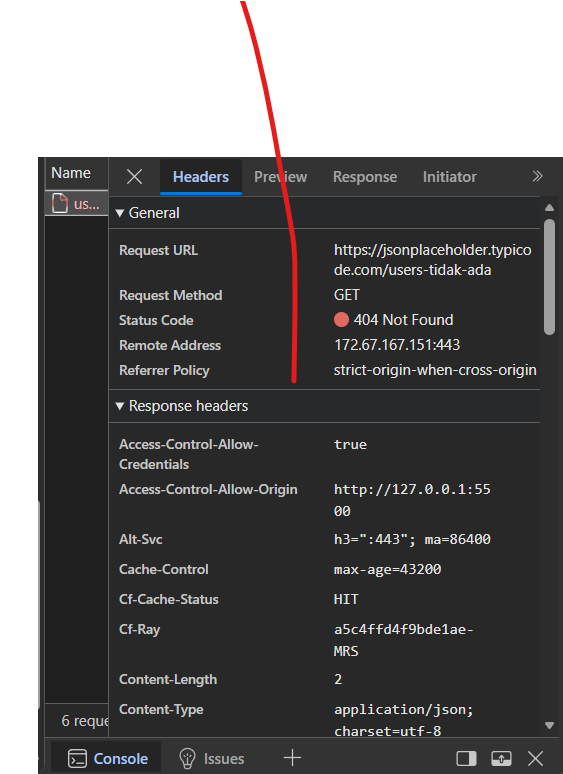 Name
Headers Preview Response Initiator
us...
General
Request URL
https://jsonplaceholder.typico
de.com/users-tidak-ada
Request Method
GET
Status Code
404 Not Found
Remote Address
172.67.167.151:443
Referrer Policy
strict-origin-when-cross-origin
Response headers
Access-Control-Allow-
Credentials
true
Access-Control-Allow-Origin
http://127.0.0.1:55
00
Alt-Svc
h3=":443"; ma=86400
Cache-Control
max-age=43200
Cf-Cache-Status
HIT
Cf-Ray
a5c4ffd4f9bde1ae-
MRS
Content-Length
2
Content-Type
application/json;
charset=utf-8
6 reque
Console Issues